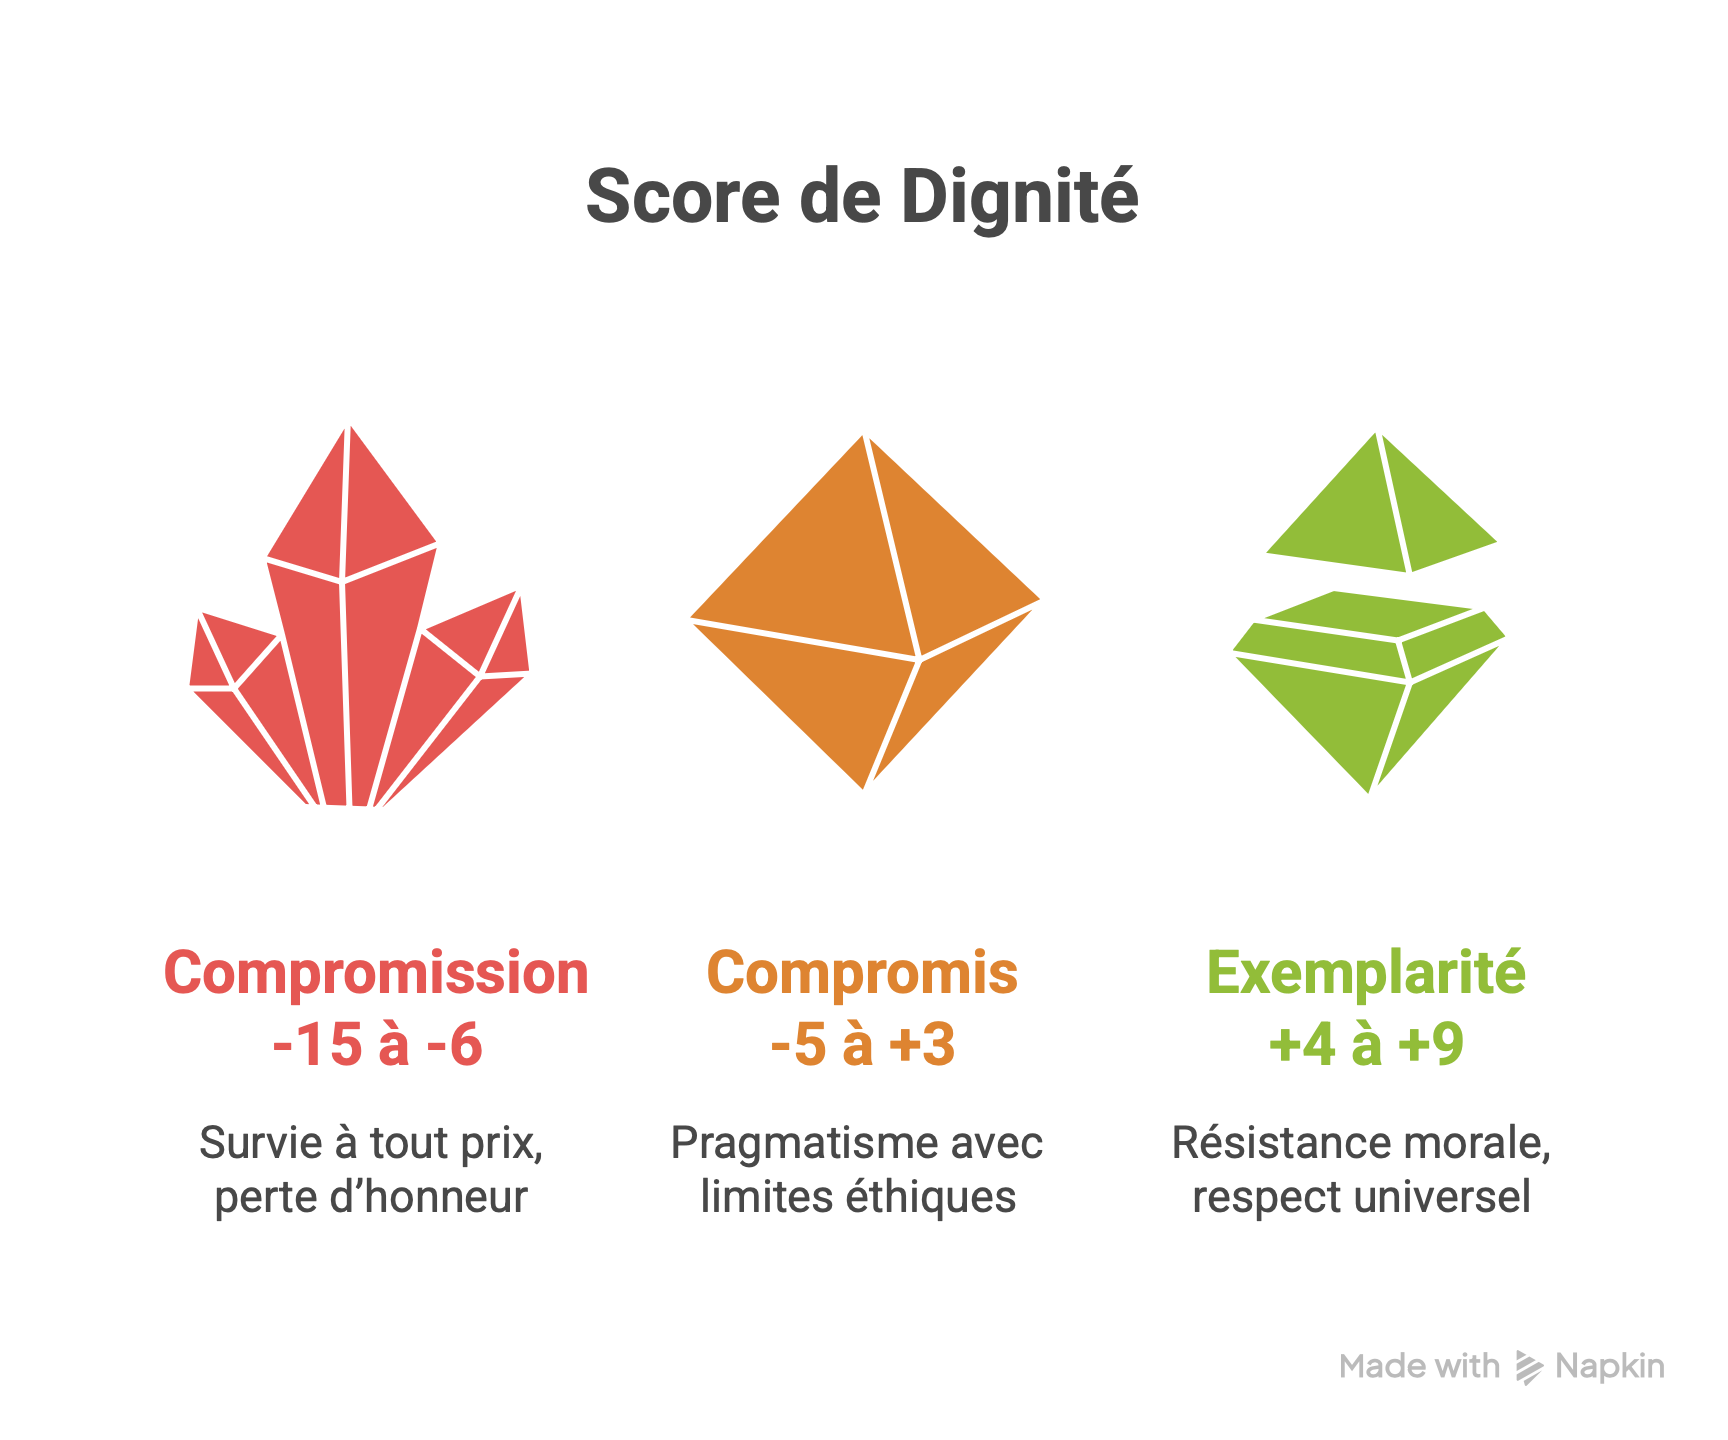 Score de Dignité
Compromission
-15 à -6
Survie à tout prix,
perte d’honneur
Compromis
-5 à +3
Pragmatisme avec
limites éthiques
Exemplarité
+4 à +9
Résistance morale,
respect universel
Made with Napkin